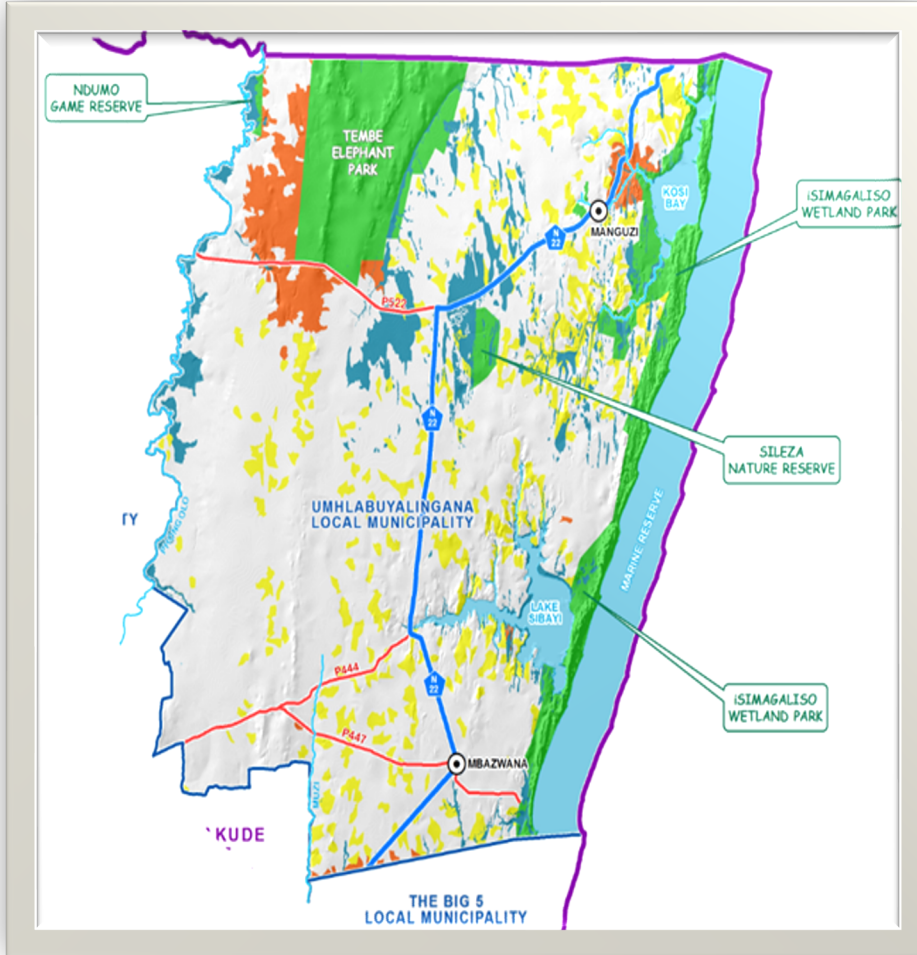 NDUMO
GAME RESERVE
TEMBE
ELEPHANT
PARK
KOSI
BAY
iSIMAGALISO
WETLAND PARK
MANGUZI
N
22
P522
N
22
SILEZA
NATURE RESERVE
UMHLABUYALINGANA
LOCAL MUNICIPALITY
TY
MARINE RESERVE
LAKE
SIBAYI
P444
N
22
iSIMAGALISO
WETLAND PARK
P447
MBAZWANA
MUZI
KUDE
THE BIG 5
LOCAL MUNICIPALITY